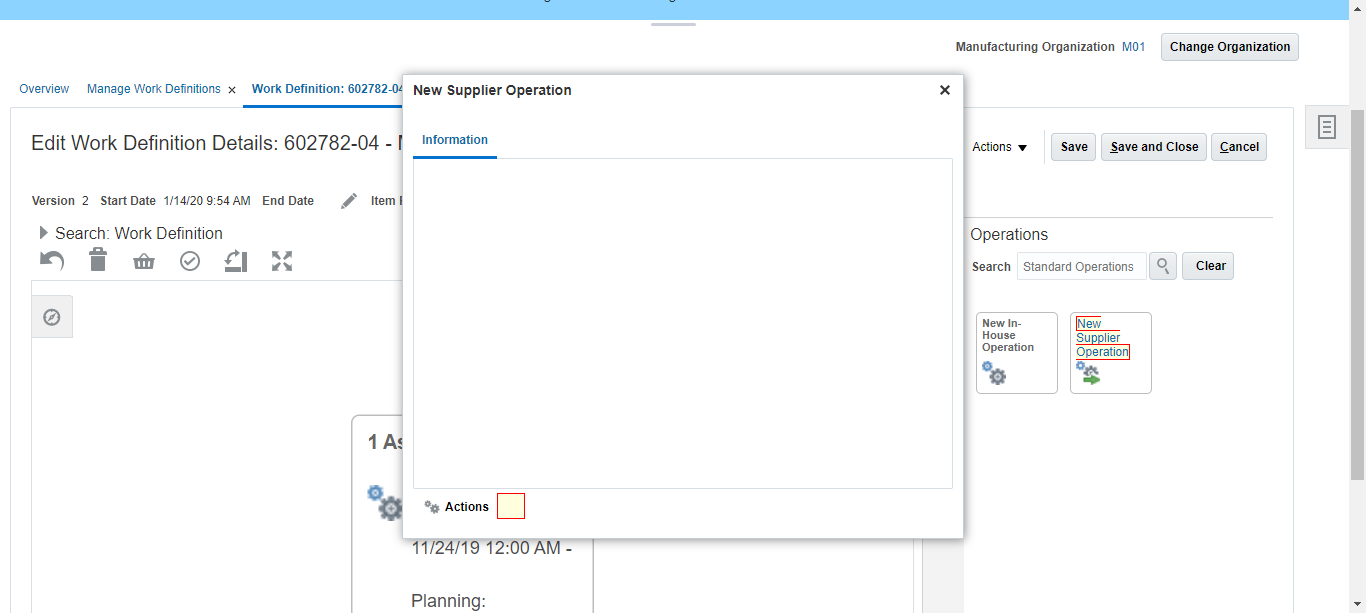 Manufacturing Organization M01 Change Organization
Overview Manage Work Definitions × Work Definition: 602782-04
New Supplier Operation ×
Information
Edit Work Definition Details: 602782-04 -
Actions Save Save and Close Cancel
Version 2 Start Date 1/14/20 9:54 AM End Date Item
Search: Work Definition
Operations
Search Standard Operations Clear
New In-
House
Operation
New
Supplier
Operation
1 As
Actions
11/24/19 12:00 AM -
Planning: